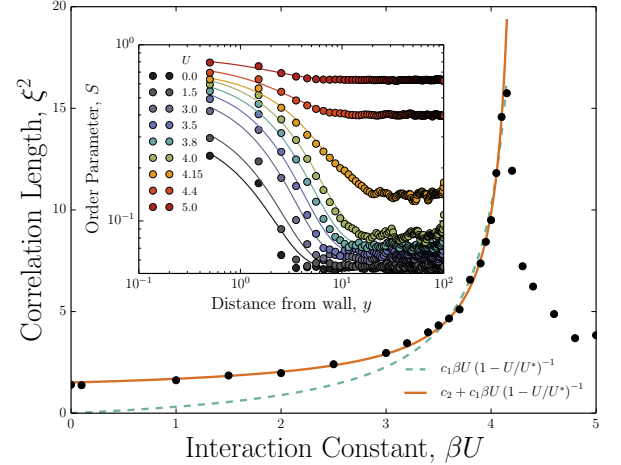 20
15
10
5
0
Correlation Length, ξ²
10⁰
10⁻¹
Order Parameter, S
U
0.0
1.5
3.0
3.5
3.8
4.0
4.15
4.4
5.0
10⁻¹ 10⁰ 10¹ 10²
Distance from wall, y
c₁βU (1 − U/U*)⁻¹
c₂ + c₁βU (1 − U/U*)⁻¹
0 1 2 3 4 5
Interaction Constant, βU